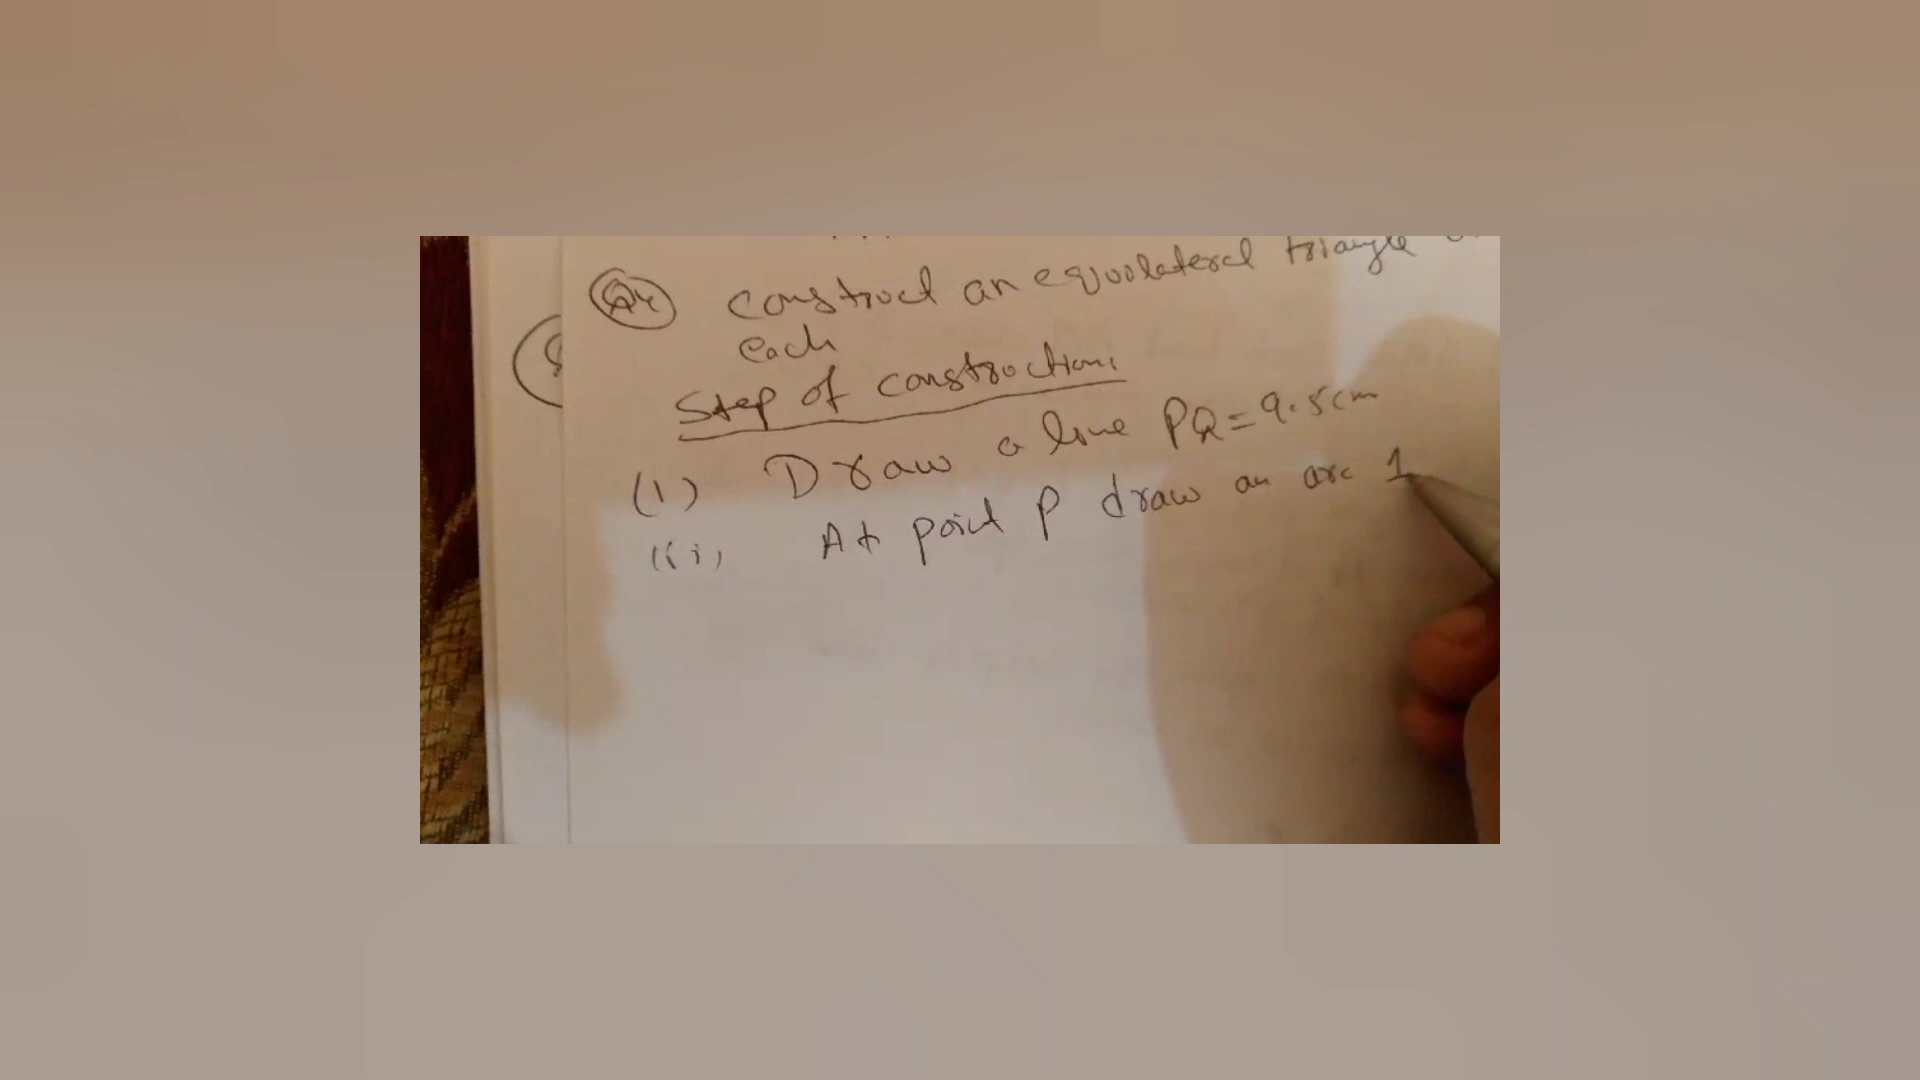 Q4 Construct an equilateral triangle
each
Step of construction:
(i) Draw a line PQ = 9.5cm
(ii) At point P draw an arc 1